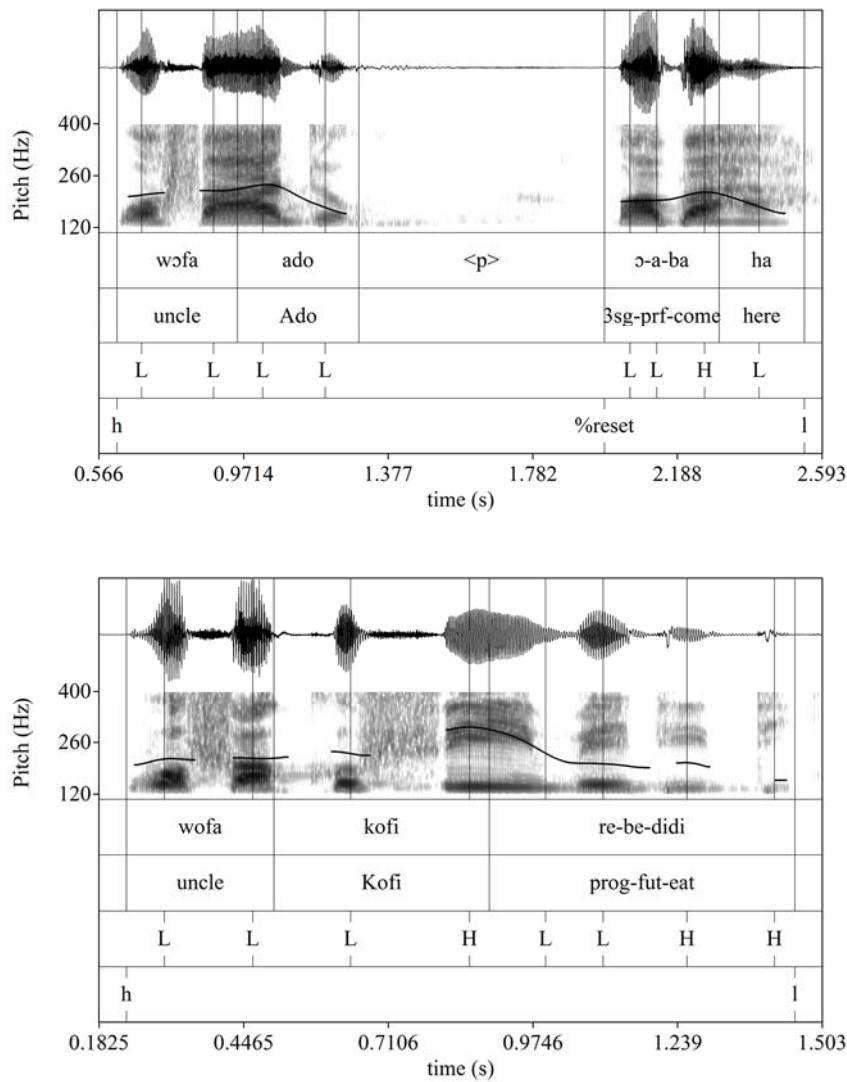 400
Pitch (Hz)
260
120
wɔfa ado <p> ɔ-a-ba ha
uncle Ado 3sg-prf-come here
L L L L L L H L
h %reset l
0.566 0.9714 1.377 1.782 2.188 2.593
time (s)
400
Pitch (Hz)
260
120
wofa kofi re-be-didi
uncle Kofi prog-fut-eat
L L L H L L H H
h l
0.1825 0.4465 0.7106 0.9746 1.239 1.503
time (s)